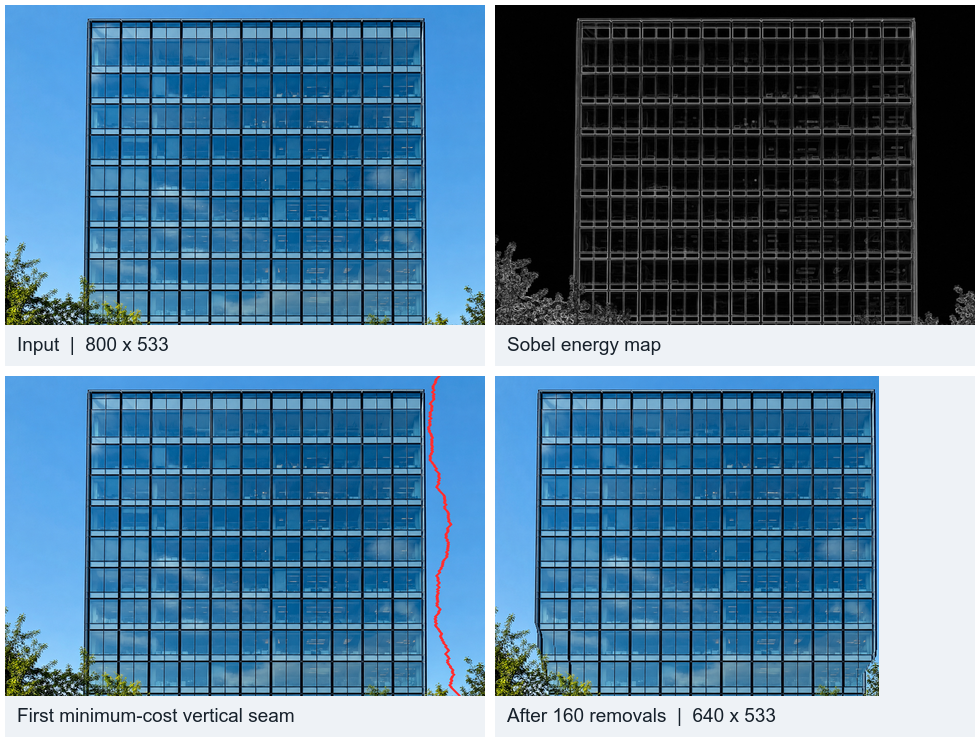 Input | 800 x 533
Sobel energy map
First minimum-cost vertical seam
After 160 removals | 640 x 533